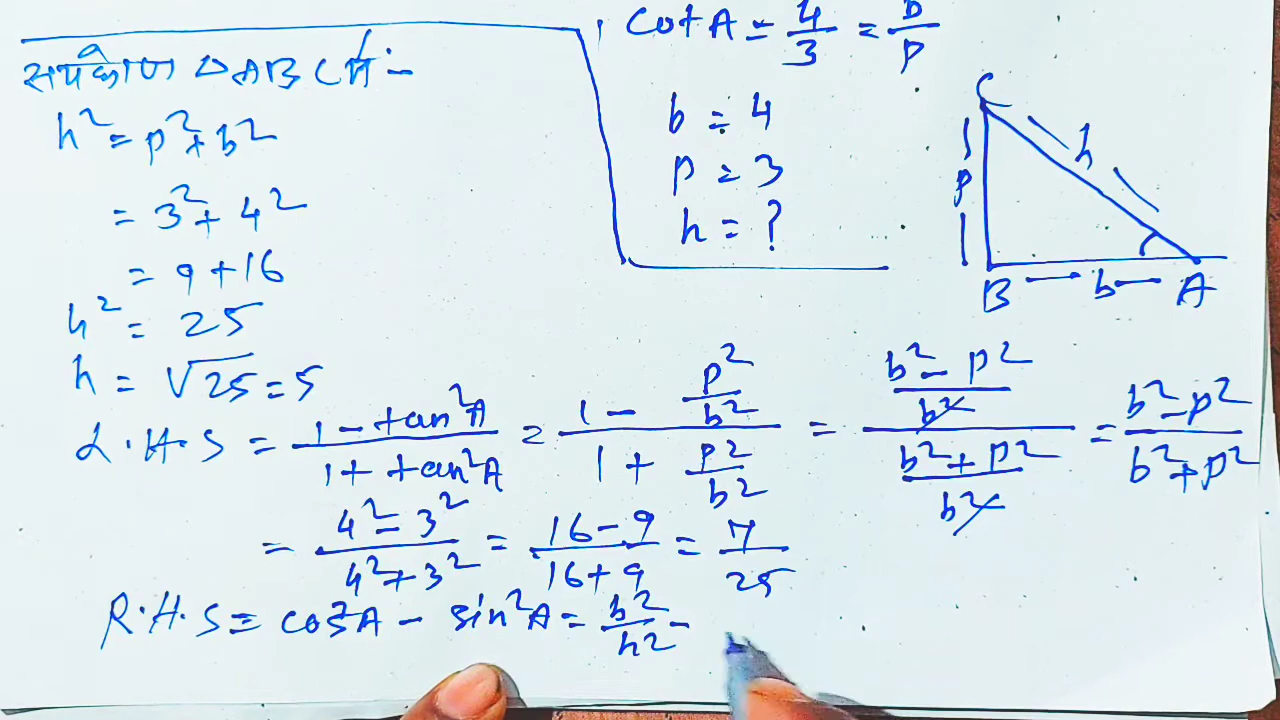 cot A = 4/3 = b/p
समकोण △ABC में -
h² = p² + b²
= 3² + 4²
= 9 + 16
h² = 25
h = √25 = 5
b = 4
p = 3
h = ?
C
p
h
B
b
A
L.H.S = (1 - tan²A)/(1 + tan²A) = (1 - p²/b²)/(1 + p²/b²) = ((b² - p²)/b²)/((b² + p²)/b²) = (b² - p²)/(b² + p²)
= (4² - 3²)/(4² + 3²) = (16 - 9)/(16 + 9) = 7/25
R.H.S = cos²A - sin²A = b²/h² -